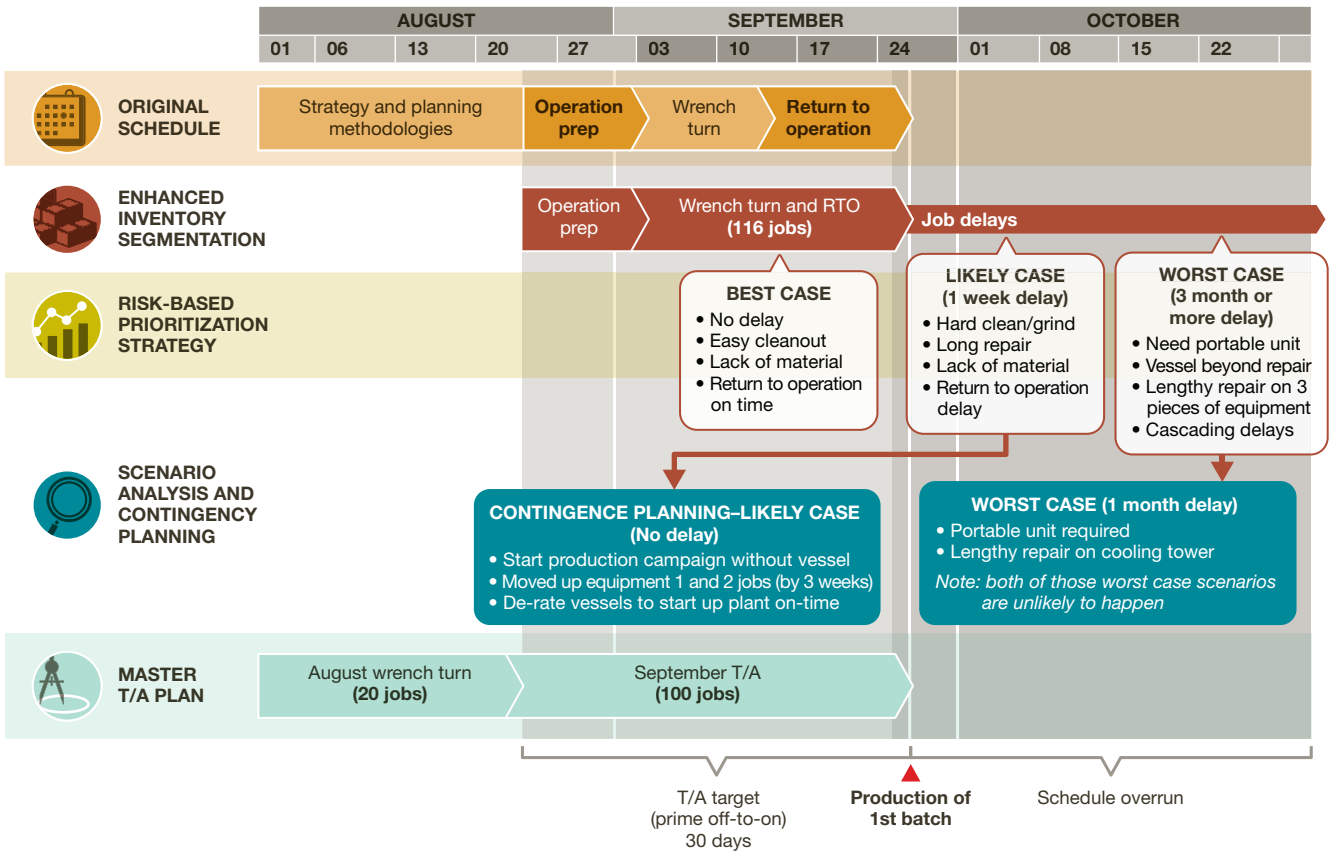 AUGUST
SEPTEMBER
OCTOBER
01
06
13
20
27
03
10
17
24
01
08
15
22
ORIGINAL
SCHEDULE
Strategy and planning
methodologies
Operation
prep
Wrench
turn
Return to
operation
ENHANCED
INVENTORY
SEGMENTATION
Operation
prep
Wrench turn and RTO
(116 jobs)
Job delays
RISK-BASED
PRIORITIZATION
STRATEGY
BEST CASE
• No delay
• Easy cleanout
• Lack of material
• Return to operation
on time
LIKELY CASE
(1 week delay)
• Hard clean/grind
• Long repair
• Lack of material
• Return to operation
delay
WORST CASE
(3 month or
more delay)
• Need portable unit
• Vessel beyond repair
• Lengthy repair on 3
pieces of equipment
• Cascading delays
SCENARIO
ANALYSIS AND
CONTINGENCY
PLANNING
CONTINGENCE PLANNING–LIKELY CASE
(No delay)
• Start production campaign without vessel
• Moved up equipment 1 and 2 jobs (by 3 weeks)
• De-rate vessels to start up plant on-time
WORST CASE (1 month delay)
• Portable unit required
• Lengthy repair on cooling tower
Note: both of those worst case scenarios
are unlikely to happen
MASTER
T/A PLAN
August wrench turn
(20 jobs)
September T/A
(100 jobs)
T/A target
(prime off-to-on)
30 days
Production of
1st batch
Schedule overrun